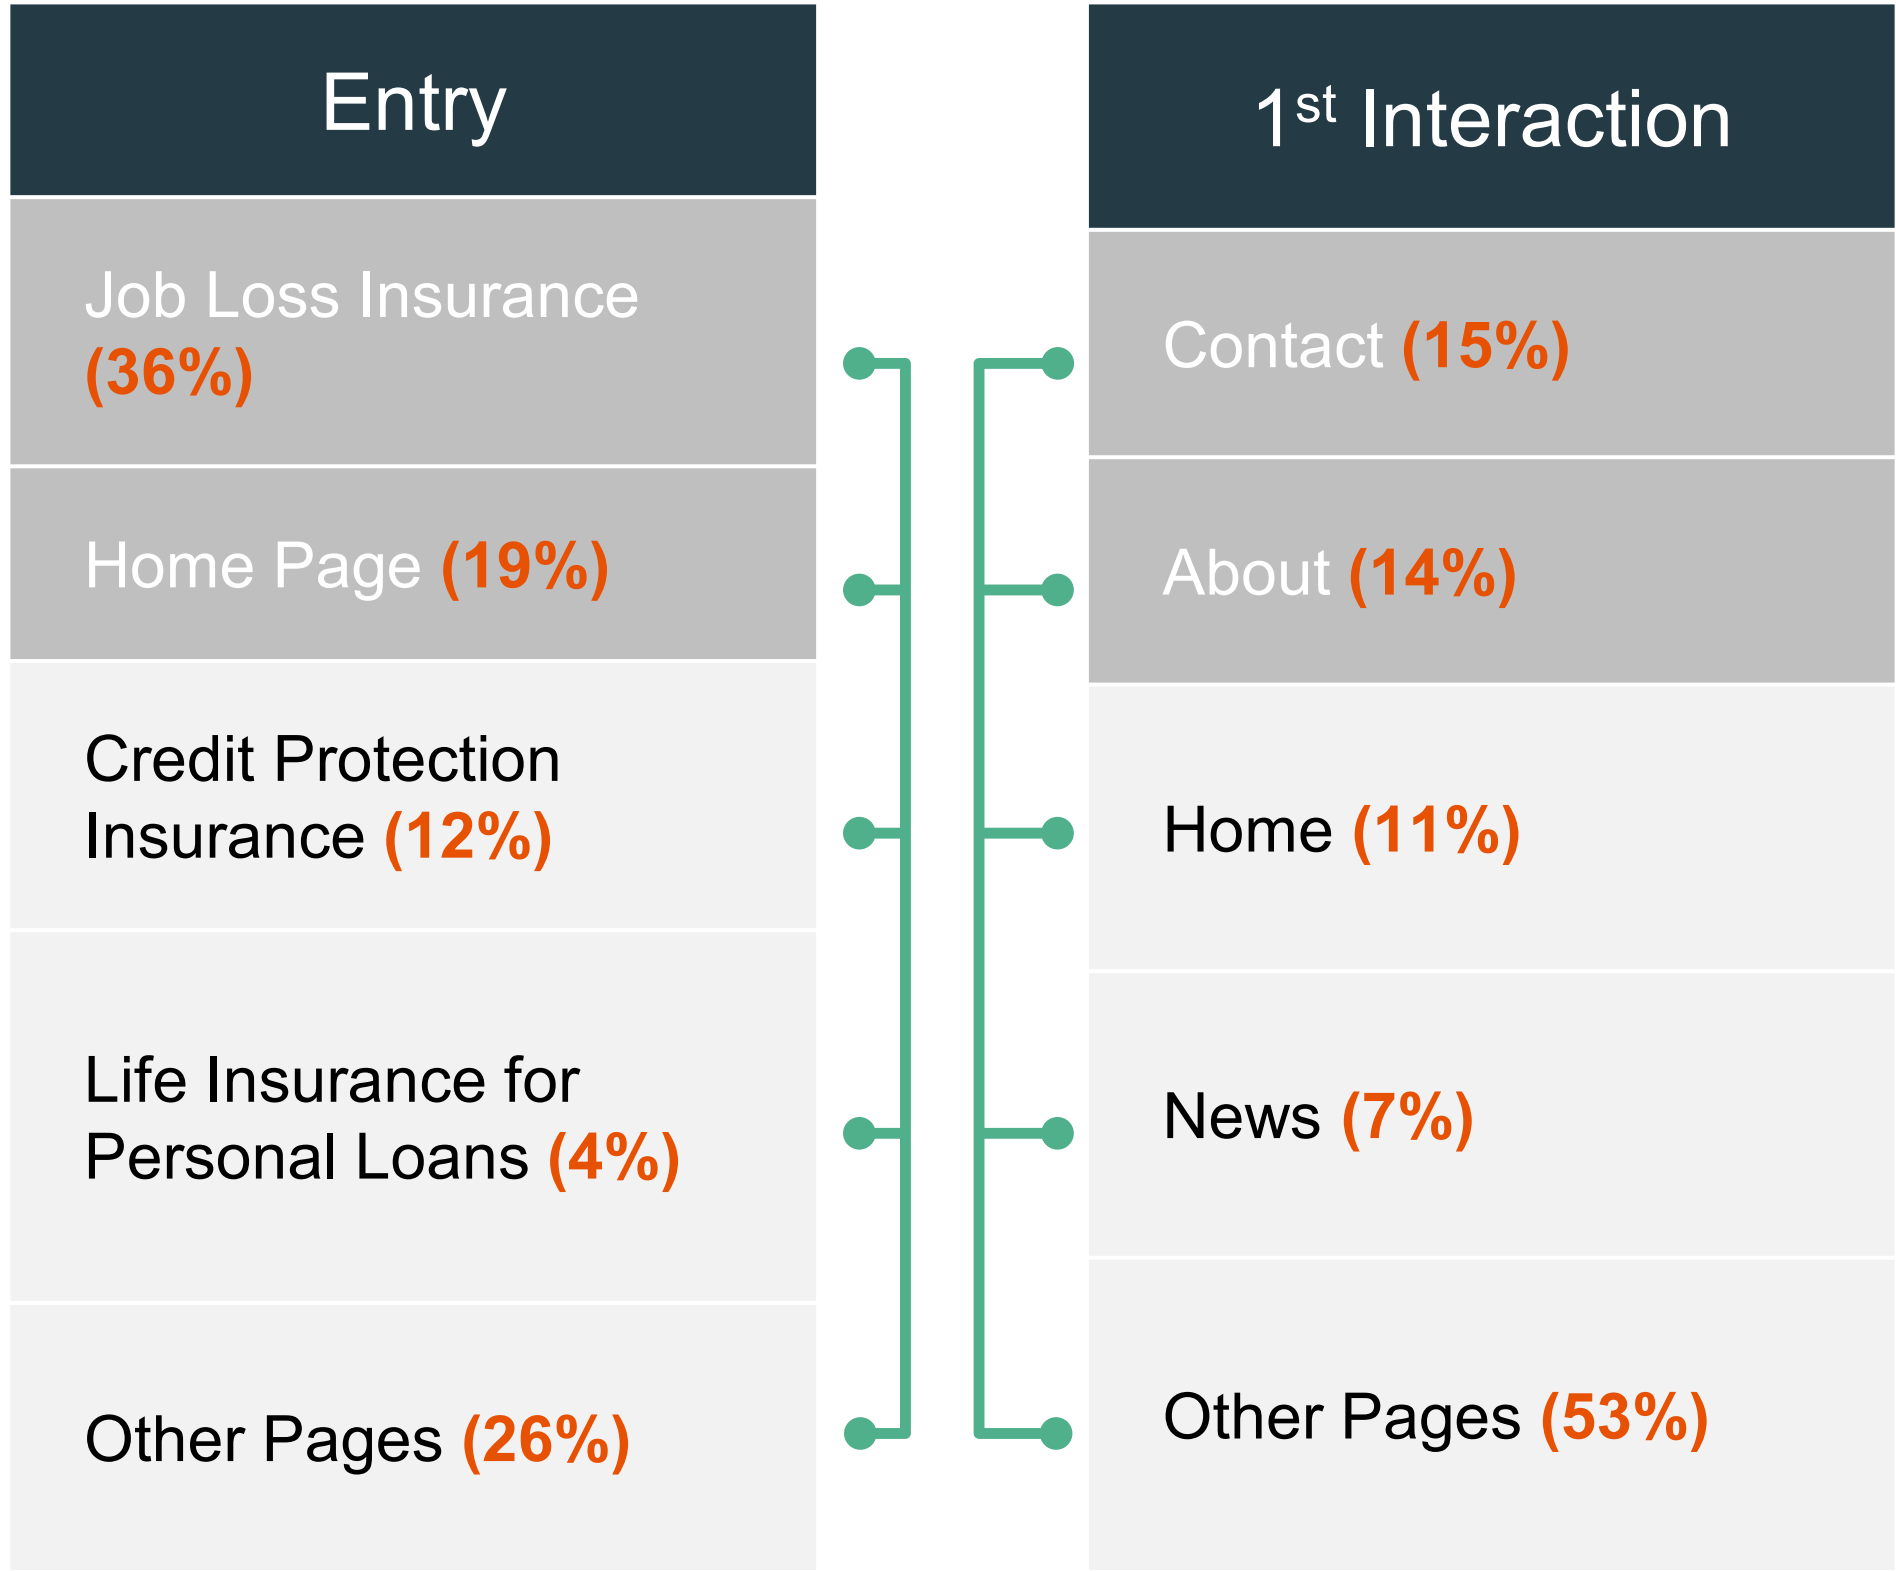 Entry
Job Loss Insurance
(36%)
Home Page (19%)
Credit Protection
Insurance (12%)
Life Insurance for
Personal Loans (4%)
Other Pages (26%)
1st Interaction
Contact (15%)
About (14%)
Home (11%)
News (7%)
Other Pages (53%)